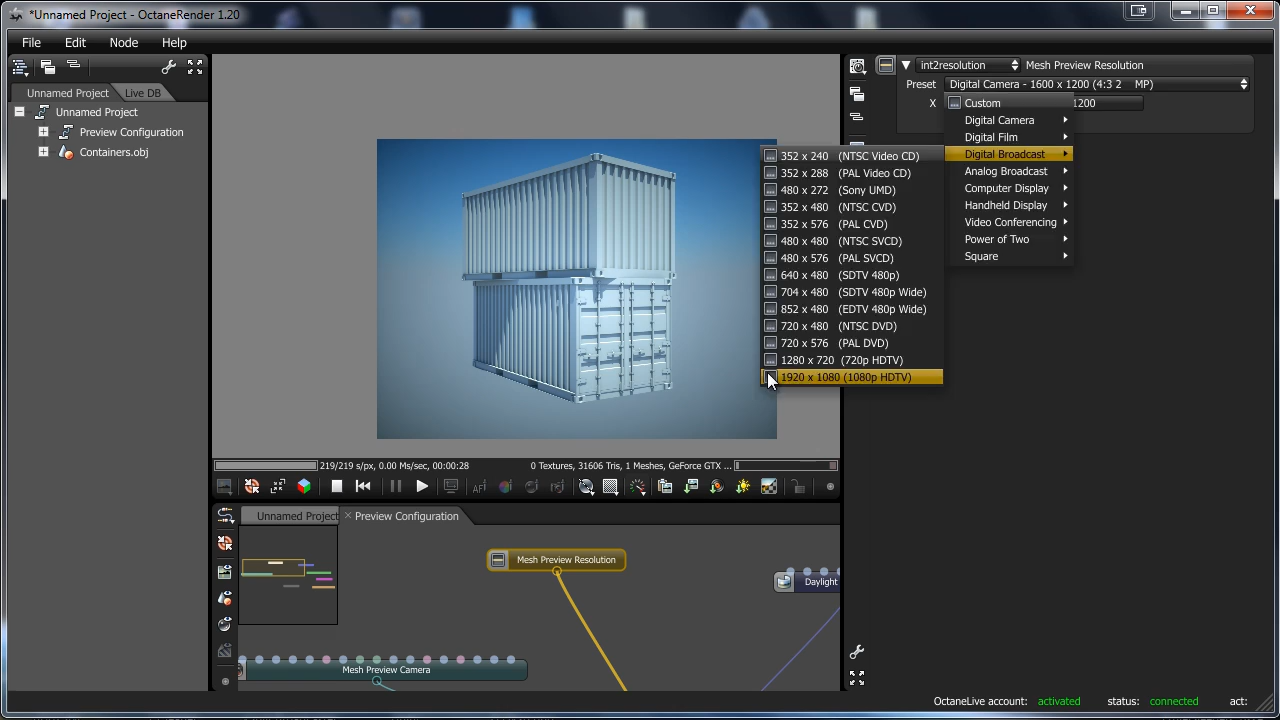 *Unnamed Project - OctaneRender 1.20
File Edit Node Help
Unnamed Project Live DB
Unnamed Project
Preview Configuration
Containers.obj
219/219 s/px, 0.00 Ms/sec, 00:00:28
0 Textures, 31606 Tris, 1 Meshes, GeForce GTX ...
AF
Unnamed Project Preview Configuration
Mesh Preview Resolution
Daylight
Mesh Preview Camera
int2resolution Mesh Preview Resolution
Preset Digital Camera - 1600 x 1200 (4:3 2 MP)
X 1200
Custom
Digital Camera
Digital Film
Digital Broadcast
Analog Broadcast
Computer Display
Handheld Display
Video Conferencing
Power of Two
Square
352 x 240 (NTSC Video CD)
352 x 288 (PAL Video CD)
480 x 272 (Sony UMD)
352 x 480 (NTSC CVD)
352 x 576 (PAL CVD)
480 x 480 (NTSC SVCD)
480 x 576 (PAL SVCD)
640 x 480 (SDTV 480p)
704 x 480 (SDTV 480p Wide)
852 x 480 (EDTV 480p Wide)
720 x 480 (NTSC DVD)
720 x 576 (PAL DVD)
1280 x 720 (720p HDTV)
1920 x 1080 (1080p HDTV)
OctaneLive account: activated status: connected act: